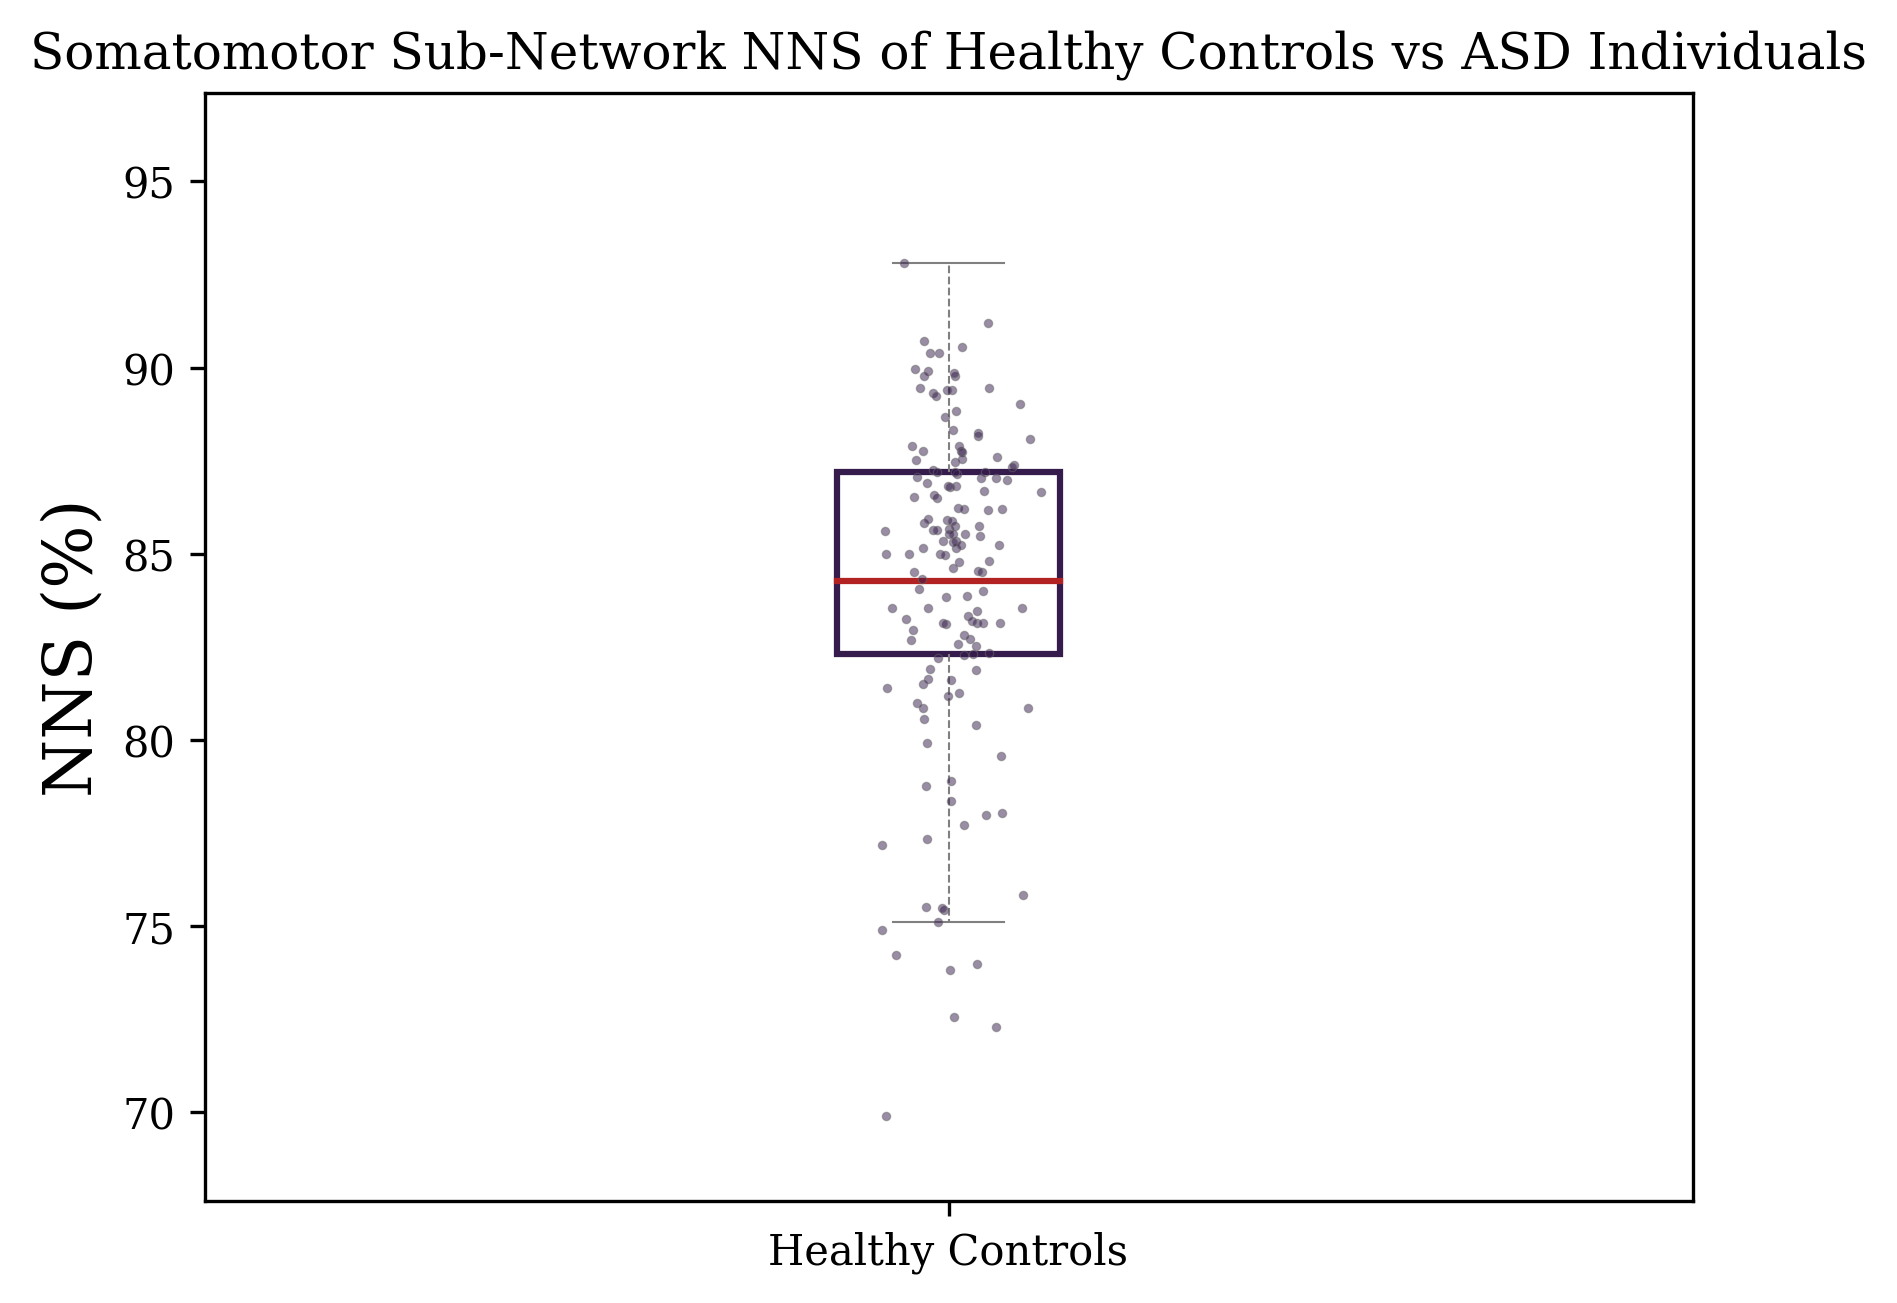 Somatomotor Sub-Network NNS of Healthy Controls vs ASD Individuals
NNS (%)
95
90
85
80
75
70
Healthy Controls